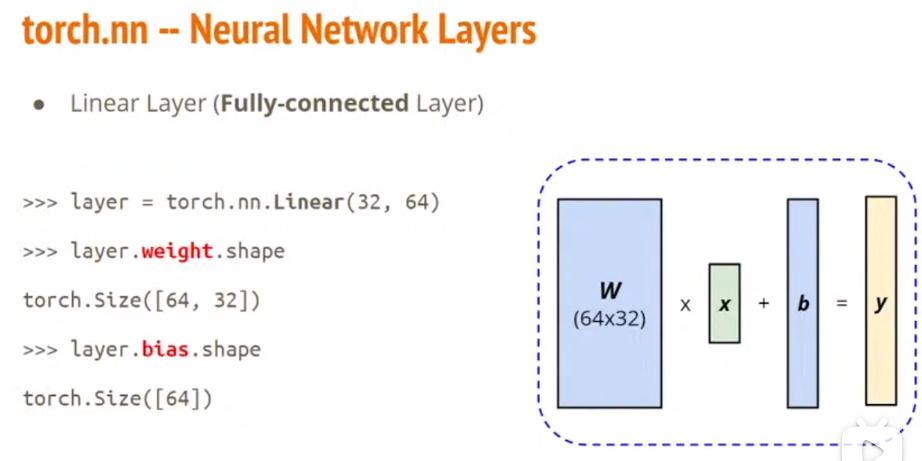 torch.nn -- Neural Network Layers
● Linear Layer (Fully-connected Layer)
>>> layer = torch.nn.Linear(32, 64)
>>> layer.weight.shape
torch.Size([64, 32])
>>> layer.bias.shape
torch.Size([64])
W
(64x32)
x x + b = y